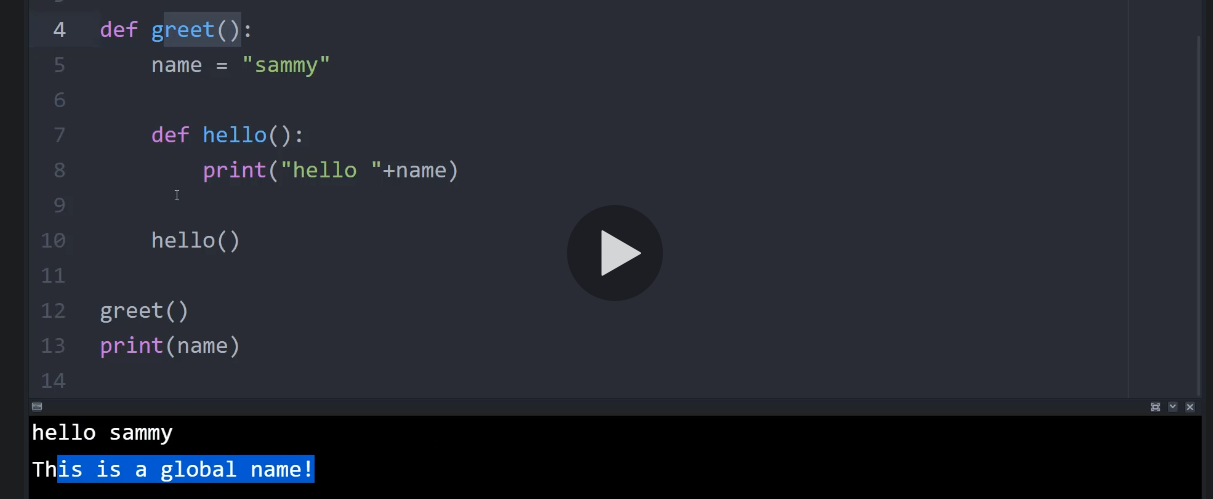 4 def greet():
5     name = "sammy"
6
7     def hello():
8         print("hello "+name)
9
10     hello()
11
12 greet()
13 print(name)
14
hello sammy
This is a global name!